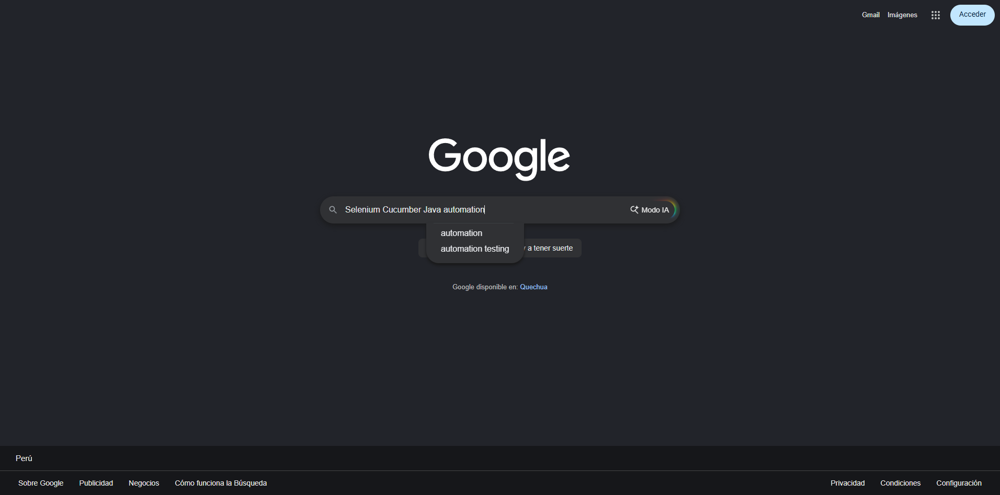 Gmail Imágenes Acceder
Google
Selenium Cucumber Java automation Modo IA
automation
automation testing
a tener suerte
Google disponible en: Quechua
Perú
Sobre Google Publicidad Negocios Cómo funciona la Búsqueda Privacidad Condiciones Configuración